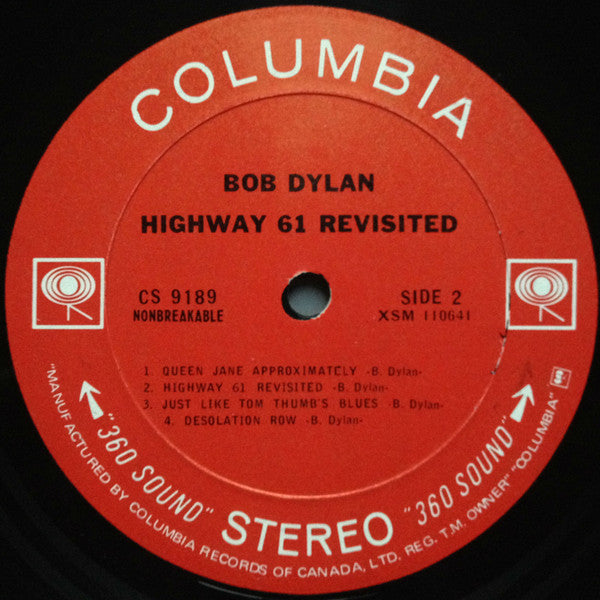 COLUMBIA
BOB DYLAN
HIGHWAY 61 REVISITED
CS 9189
NONBREAKABLE
SIDE 2
XSM 110641
1. QUEEN JANE APPROXIMATELY -B. Dylan-
2. HIGHWAY 61 REVISITED -B. Dylan-
3. JUST LIKE TOM THUMB'S BLUES -B. Dylan-
4. DESOLATION ROW -B. Dylan-
"360 SOUND" STEREO "360 SOUND"
"MANUFACTURED BY COLUMBIA RECORDS OF CANADA, LTD. REG. T.M. OWNER" "COLUMBIA"